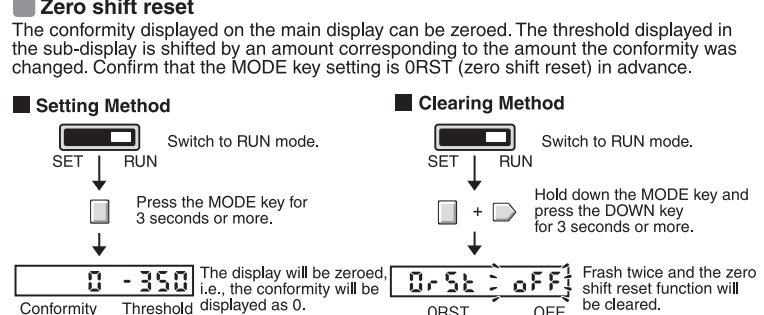 Zero shift reset
The conformity displayed on the main display can be zeroed. The threshold displayed in
the sub-display is shifted by an amount corresponding to the amount the conformity was
changed. Confirm that the MODE key setting is 0RST (zero shift reset) in advance.
Setting Method
Switch to RUN mode.
SET RUN
Press the MODE key for
3 seconds or more.
0 -350
The display will be zeroed,
i.e., the conformity will be
displayed as 0.
Conformity Threshold
Clearing Method
Switch to RUN mode.
SET RUN
+
Hold down the MODE key and
press the DOWN key
for 3 seconds or more.
0rSt oFF
Frash twice and the zero
shift reset function will
be cleared.
0RST OFF